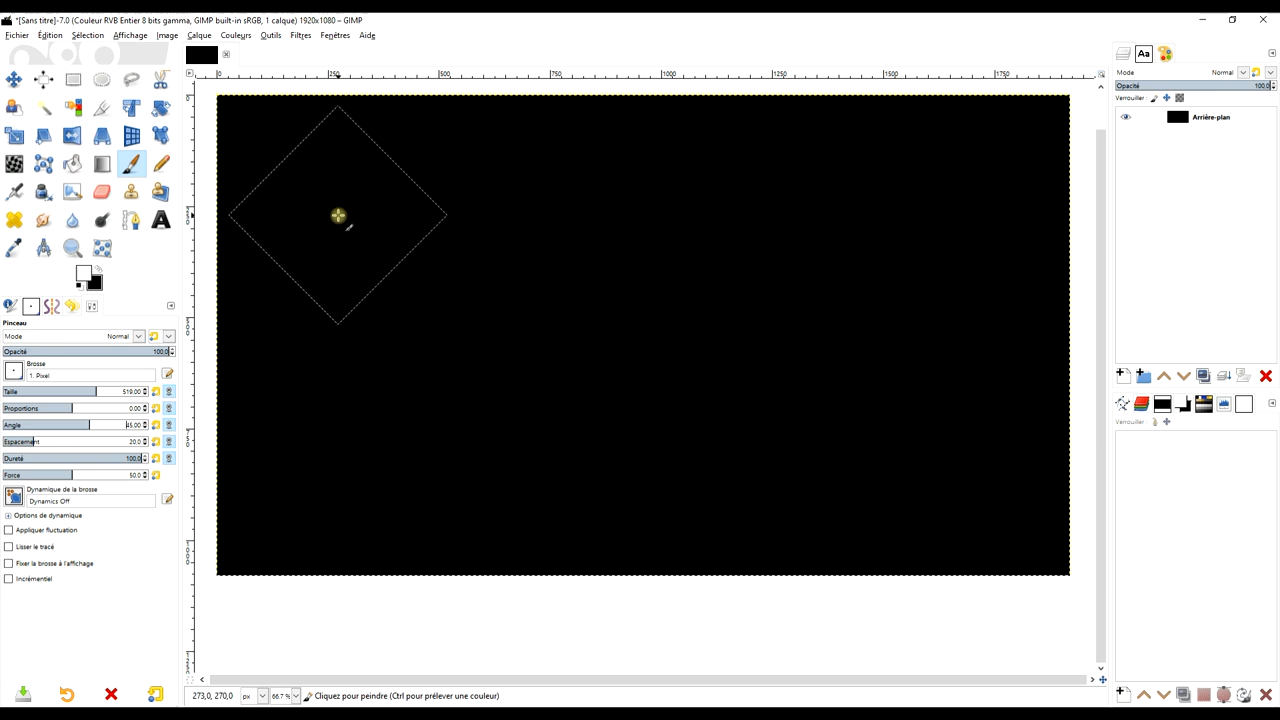 *[Sans titre]-7.0 (Couleur RVB Entier 8 bits gamma, GIMP built-in sRGB, 1 calque) 1920x1080 – GIMP
Fichier Édition Sélection Affichage Image Calque Couleurs Outils Filtres Fenêtres Aide
0 250 500 750 1000 1250 1500 1750
Mode Normal
Opacité 100,0
Verrouiller :
Arrière-plan
Pinceau
Mode Normal
Opacité 100,0
Brosse
1. Pixel
Taille 519,00
Proportions 0,00
Angle 45,00
Espacement 20,0
Dureté 100,0
Force 50,0
Dynamique de la brosse
Dynamics Off
Options de dynamique
Appliquer fluctuation
Lisser le tracé
Fixer la brosse à l'affichage
Incrémentiel
Verrouiller :
273,0, 270,0 px 66,7 % Cliquez pour peindre (Ctrl pour prélever une couleur)